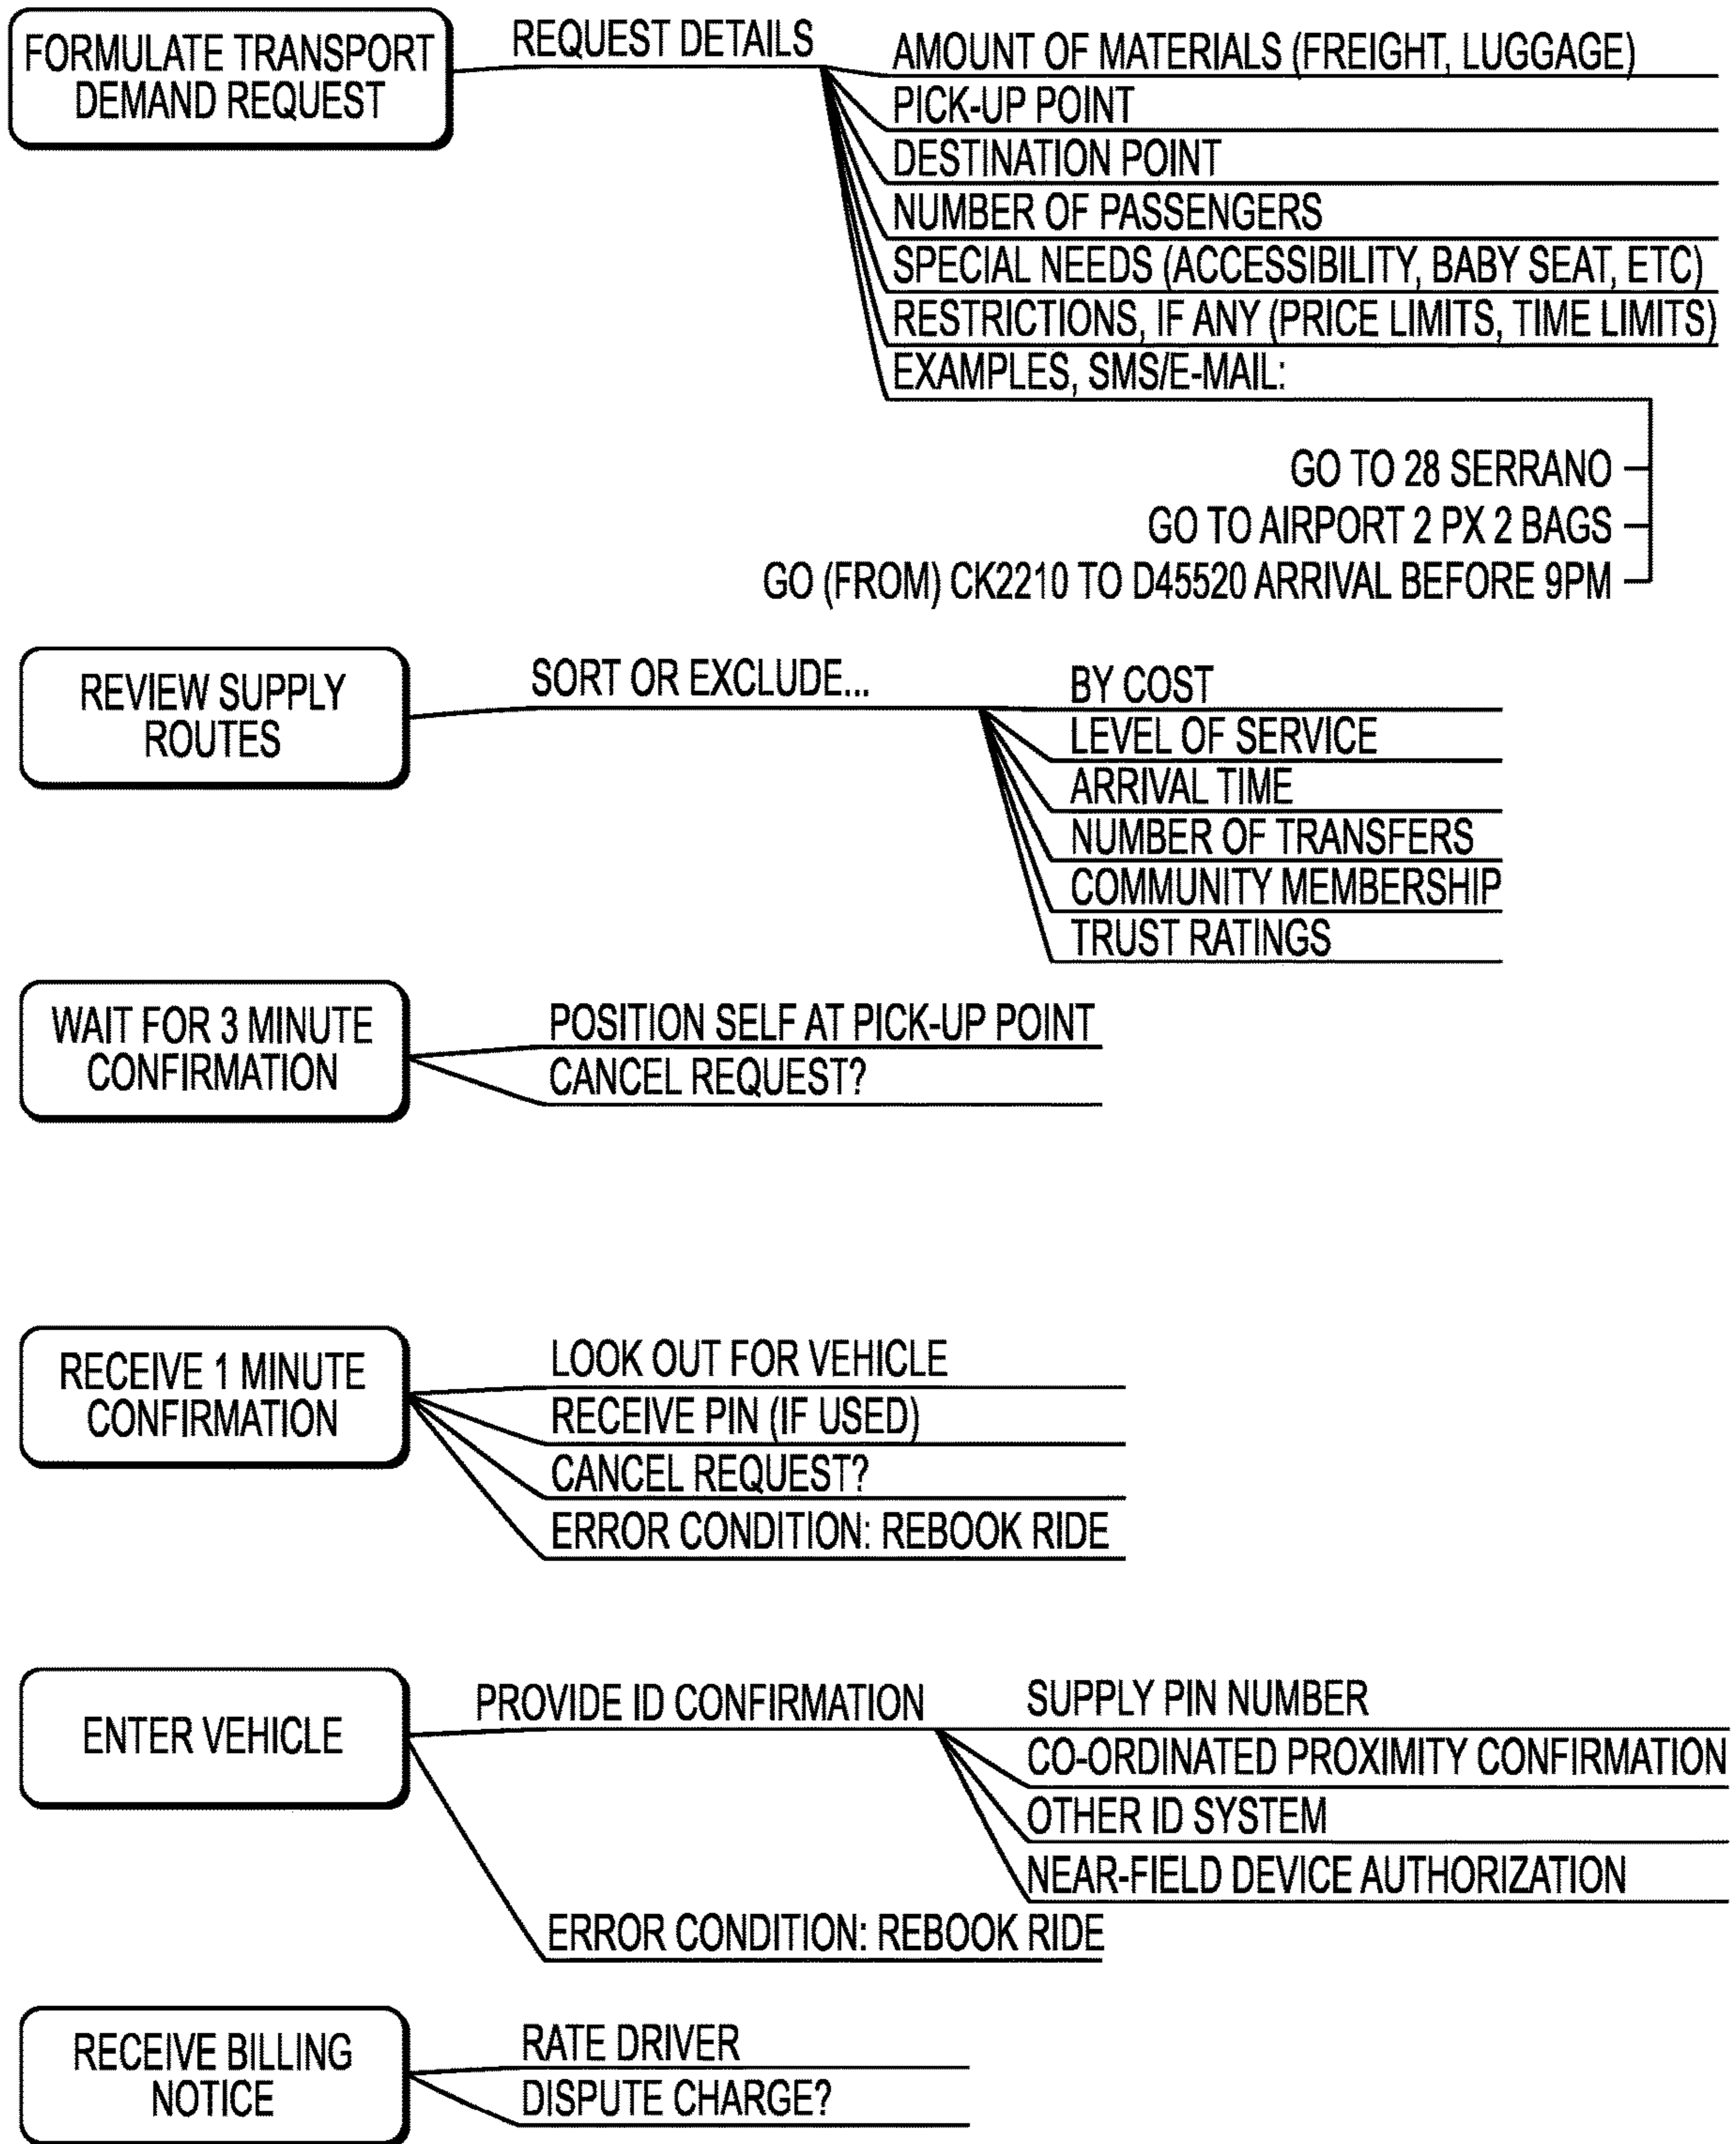 FORMULATE TRANSPORT
DEMAND REQUEST
REQUEST DETAILS
AMOUNT OF MATERIALS (FREIGHT, LUGGAGE)
PICK-UP POINT
DESTINATION POINT
NUMBER OF PASSENGERS
SPECIAL NEEDS (ACCESSIBILITY, BABY SEAT, ETC)
RESTRICTIONS, IF ANY (PRICE LIMITS, TIME LIMITS)
EXAMPLES, SMS/E-MAIL:
GO TO 28 SERRANO
GO TO AIRPORT 2 PX 2 BAGS
GO (FROM) CK2210 TO D45520 ARRIVAL BEFORE 9PM
REVIEW SUPPLY
ROUTES
SORT OR EXCLUDE...
BY COST
LEVEL OF SERVICE
ARRIVAL TIME
NUMBER OF TRANSFERS
COMMUNITY MEMBERSHIP
TRUST RATINGS
WAIT FOR 3 MINUTE
CONFIRMATION
POSITION SELF AT PICK-UP POINT
CANCEL REQUEST?
RECEIVE 1 MINUTE
CONFIRMATION
LOOK OUT FOR VEHICLE
RECEIVE PIN (IF USED)
CANCEL REQUEST?
ERROR CONDITION: REBOOK RIDE
ENTER VEHICLE
PROVIDE ID CONFIRMATION
SUPPLY PIN NUMBER
CO-ORDINATED PROXIMITY CONFIRMATION
OTHER ID SYSTEM
NEAR-FIELD DEVICE AUTHORIZATION
ERROR CONDITION: REBOOK RIDE
RECEIVE BILLING
NOTICE
RATE DRIVER
DISPUTE CHARGE?